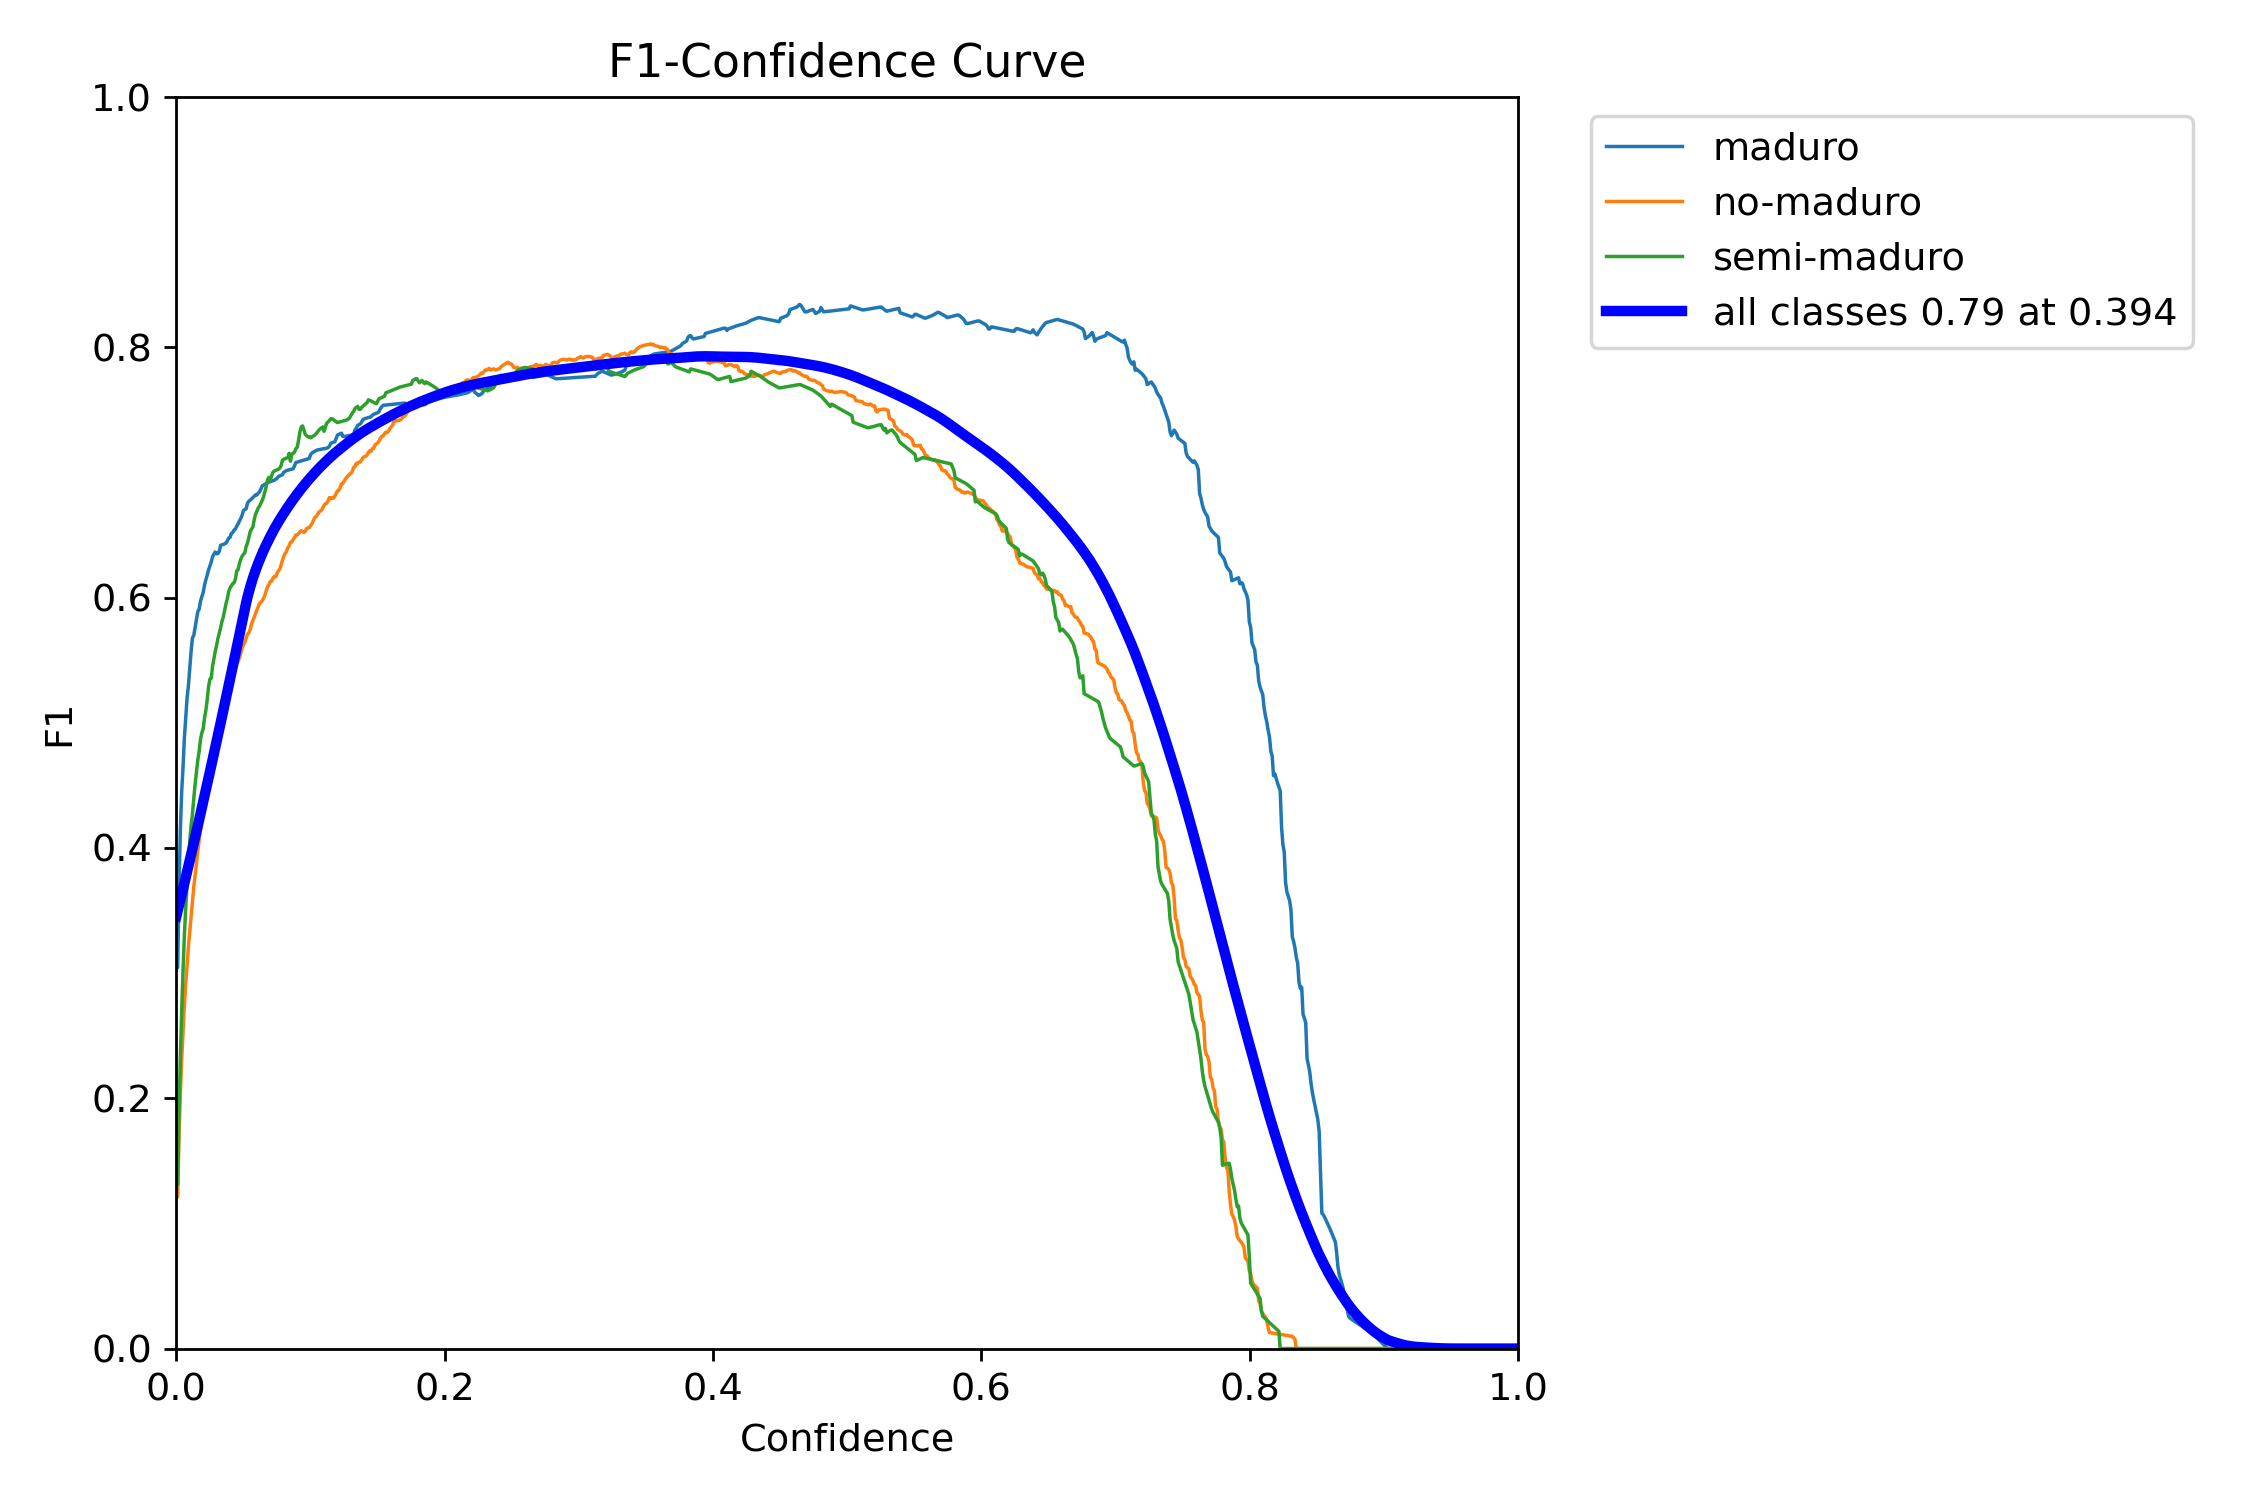 F1-Confidence Curve
1.0
0.8
0.6
0.4
0.2
0.0
F1
0.0 0.2 0.4 0.6 0.8 1.0
Confidence
maduro
no-maduro
semi-maduro
all classes 0.79 at 0.394